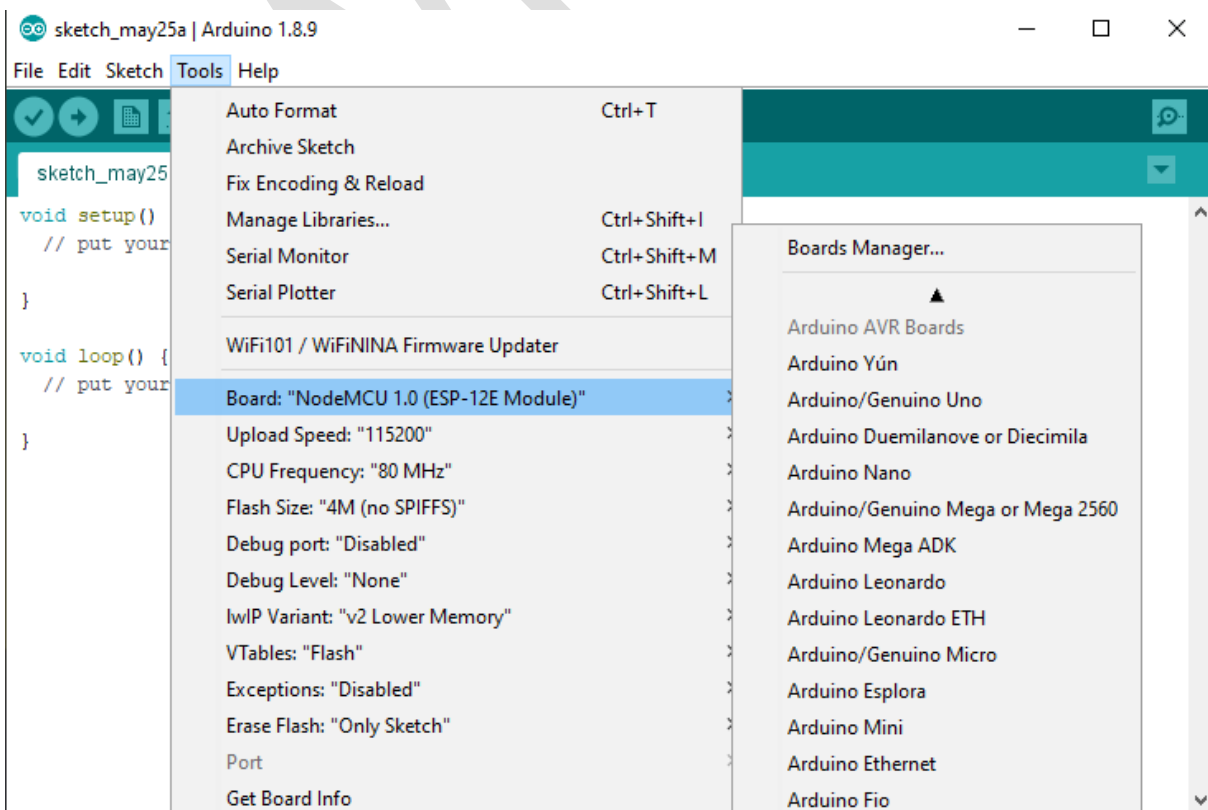 sketch_may25a | Arduino 1.8.9
File Edit Sketch Tools Help
sketch_may25
void setup()
// put your
}
void loop() {
// put your
}
Auto Format Ctrl+T
Archive Sketch
Fix Encoding & Reload
Manage Libraries... Ctrl+Shift+I
Serial Monitor Ctrl+Shift+M
Serial Plotter Ctrl+Shift+L
WiFi101 / WiFiNINA Firmware Updater
Board: "NodeMCU 1.0 (ESP-12E Module)"
Upload Speed: "115200"
CPU Frequency: "80 MHz"
Flash Size: "4M (no SPIFFS)"
Debug port: "Disabled"
Debug Level: "None"
lwIP Variant: "v2 Lower Memory"
VTables: "Flash"
Exceptions: "Disabled"
Erase Flash: "Only Sketch"
Port
Get Board Info
Boards Manager...
Arduino AVR Boards
Arduino Yún
Arduino/Genuino Uno
Arduino Duemilanove or Diecimila
Arduino Nano
Arduino/Genuino Mega or Mega 2560
Arduino Mega ADK
Arduino Leonardo
Arduino Leonardo ETH
Arduino/Genuino Micro
Arduino Esplora
Arduino Mini
Arduino Ethernet
Arduino Fio